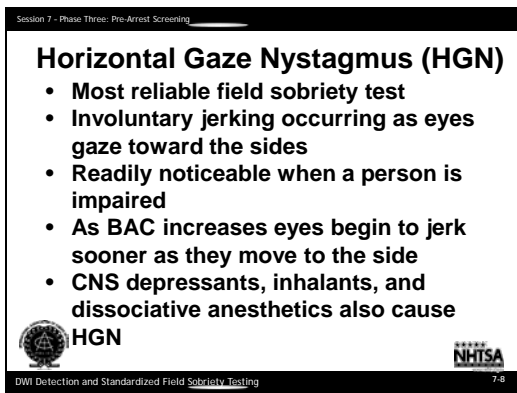 Session 7 - Phase Three: Pre-Arrest Screening
Horizontal Gaze Nystagmus (HGN)
• Most reliable field sobriety test
• Involuntary jerking occurring as eyes
gaze toward the sides
• Readily noticeable when a person is
impaired
• As BAC increases eyes begin to jerk
sooner as they move to the side
• CNS depressants, inhalants, and
dissociative anesthetics also cause
HGN
NHTSA
DWI Detection and Standardized Field Sobriety Testing
7-8